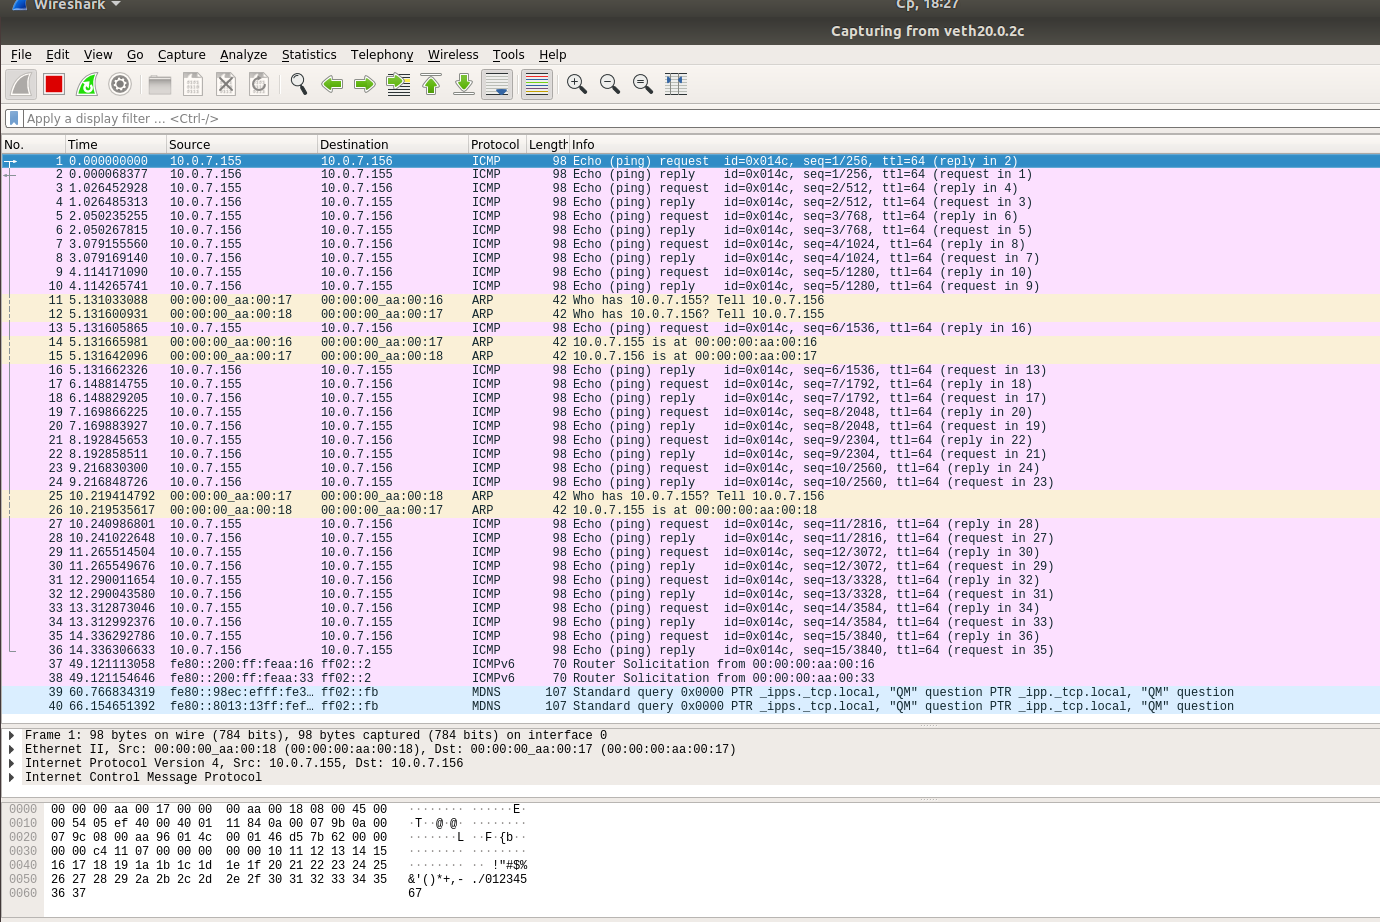 Wireshark
Ср, 18:27
Capturing from veth20.0.2c
File Edit View Go Capture Analyze Statistics Telephony Wireless Tools Help
Apply a display filter ... <Ctrl-/>
No. Time Source Destination Protocol Length Info
1 0.000000000 10.0.7.155 10.0.7.156 ICMP 98 Echo (ping) request id=0x014c, seq=1/256, ttl=64 (reply in 2)
2 0.000068377 10.0.7.156 10.0.7.155 ICMP 98 Echo (ping) reply id=0x014c, seq=1/256, ttl=64 (request in 1)
3 1.026452928 10.0.7.155 10.0.7.156 ICMP 98 Echo (ping) request id=0x014c, seq=2/512, ttl=64 (reply in 4)
4 1.026485313 10.0.7.156 10.0.7.155 ICMP 98 Echo (ping) reply id=0x014c, seq=2/512, ttl=64 (request in 3)
5 2.050235255 10.0.7.155 10.0.7.156 ICMP 98 Echo (ping) request id=0x014c, seq=3/768, ttl=64 (reply in 6)
6 2.050267815 10.0.7.156 10.0.7.155 ICMP 98 Echo (ping) reply id=0x014c, seq=3/768, ttl=64 (request in 5)
7 3.079155560 10.0.7.155 10.0.7.156 ICMP 98 Echo (ping) request id=0x014c, seq=4/1024, ttl=64 (reply in 8)
8 3.079169140 10.0.7.156 10.0.7.155 ICMP 98 Echo (ping) reply id=0x014c, seq=4/1024, ttl=64 (request in 7)
9 4.114171090 10.0.7.155 10.0.7.156 ICMP 98 Echo (ping) request id=0x014c, seq=5/1280, ttl=64 (reply in 10)
10 4.114265741 10.0.7.156 10.0.7.155 ICMP 98 Echo (ping) reply id=0x014c, seq=5/1280, ttl=64 (request in 9)
11 5.131033088 00:00:00_aa:00:17 00:00:00_aa:00:16 ARP 42 Who has 10.0.7.155? Tell 10.0.7.156
12 5.131600931 00:00:00_aa:00:18 00:00:00_aa:00:17 ARP 42 Who has 10.0.7.156? Tell 10.0.7.155
13 5.131605865 10.0.7.155 10.0.7.156 ICMP 98 Echo (ping) request id=0x014c, seq=6/1536, ttl=64 (reply in 16)
14 5.131665981 00:00:00_aa:00:16 00:00:00_aa:00:17 ARP 42 10.0.7.155 is at 00:00:00:aa:00:16
15 5.131642096 00:00:00_aa:00:17 00:00:00_aa:00:18 ARP 42 10.0.7.156 is at 00:00:00:aa:00:17
16 5.131662326 10.0.7.156 10.0.7.155 ICMP 98 Echo (ping) reply id=0x014c, seq=6/1536, ttl=64 (request in 13)
17 6.148814755 10.0.7.155 10.0.7.156 ICMP 98 Echo (ping) request id=0x014c, seq=7/1792, ttl=64 (reply in 18)
18 6.148829205 10.0.7.156 10.0.7.155 ICMP 98 Echo (ping) reply id=0x014c, seq=7/1792, ttl=64 (request in 17)
19 7.169866225 10.0.7.155 10.0.7.156 ICMP 98 Echo (ping) request id=0x014c, seq=8/2048, ttl=64 (reply in 20)
20 7.169883927 10.0.7.156 10.0.7.155 ICMP 98 Echo (ping) reply id=0x014c, seq=8/2048, ttl=64 (request in 19)
21 8.192845653 10.0.7.155 10.0.7.156 ICMP 98 Echo (ping) request id=0x014c, seq=9/2304, ttl=64 (reply in 22)
22 8.192858511 10.0.7.156 10.0.7.155 ICMP 98 Echo (ping) reply id=0x014c, seq=9/2304, ttl=64 (request in 21)
23 9.216830300 10.0.7.155 10.0.7.156 ICMP 98 Echo (ping) request id=0x014c, seq=10/2560, ttl=64 (reply in 24)
24 9.216848726 10.0.7.156 10.0.7.155 ICMP 98 Echo (ping) reply id=0x014c, seq=10/2560, ttl=64 (request in 23)
25 10.219414792 00:00:00_aa:00:17 00:00:00_aa:00:18 ARP 42 Who has 10.0.7.155? Tell 10.0.7.156
26 10.219535617 00:00:00_aa:00:18 00:00:00_aa:00:17 ARP 42 10.0.7.155 is at 00:00:00:aa:00:18
27 10.240986801 10.0.7.155 10.0.7.156 ICMP 98 Echo (ping) request id=0x014c, seq=11/2816, ttl=64 (reply in 28)
28 10.241022648 10.0.7.156 10.0.7.155 ICMP 98 Echo (ping) reply id=0x014c, seq=11/2816, ttl=64 (request in 27)
29 11.265514504 10.0.7.155 10.0.7.156 ICMP 98 Echo (ping) request id=0x014c, seq=12/3072, ttl=64 (reply in 30)
30 11.265549676 10.0.7.156 10.0.7.155 ICMP 98 Echo (ping) reply id=0x014c, seq=12/3072, ttl=64 (request in 29)
31 12.290011654 10.0.7.155 10.0.7.156 ICMP 98 Echo (ping) request id=0x014c, seq=13/3328, ttl=64 (reply in 32)
32 12.290043580 10.0.7.156 10.0.7.155 ICMP 98 Echo (ping) reply id=0x014c, seq=13/3328, ttl=64 (request in 31)
33 13.312873046 10.0.7.155 10.0.7.156 ICMP 98 Echo (ping) request id=0x014c, seq=14/3584, ttl=64 (reply in 34)
34 13.312992376 10.0.7.156 10.0.7.155 ICMP 98 Echo (ping) reply id=0x014c, seq=14/3584, ttl=64 (request in 33)
35 14.336292786 10.0.7.155 10.0.7.156 ICMP 98 Echo (ping) request id=0x014c, seq=15/3840, ttl=64 (reply in 36)
36 14.336306633 10.0.7.156 10.0.7.155 ICMP 98 Echo (ping) reply id=0x014c, seq=15/3840, ttl=64 (request in 35)
37 49.121113058 fe80::200:ff:feaa:16 ff02::2 ICMPv6 70 Router Solicitation from 00:00:00:aa:00:16
38 49.121154646 fe80::200:ff:feaa:33 ff02::2 ICMPv6 70 Router Solicitation from 00:00:00:aa:00:33
39 60.766834319 fe80::98ec:efff:fe3… ff02::fb MDNS 107 Standard query 0x0000 PTR _ipps._tcp.local, "QM" question PTR _ipp._tcp.local, "QM" question
40 66.154651392 fe80::8013:13ff:fef… ff02::fb MDNS 107 Standard query 0x0000 PTR _ipps._tcp.local, "QM" question PTR _ipp._tcp.local, "QM" question
Frame 1: 98 bytes on wire (784 bits), 98 bytes captured (784 bits) on interface 0
Ethernet II, Src: 00:00:00_aa:00:18 (00:00:00:aa:00:18), Dst: 00:00:00_aa:00:17 (00:00:00:aa:00:17)
Internet Protocol Version 4, Src: 10.0.7.155, Dst: 10.0.7.156
Internet Control Message Protocol
0000 00 00 00 aa 00 17 00 00 00 aa 00 18 08 00 45 00 ········ ······E·
0010 00 54 05 ef 40 00 40 01 11 84 0a 00 07 9b 0a 00 ·T··@·@· ········
0020 07 9c 08 00 aa 96 01 4c 00 01 46 d5 7b 62 00 00 ·······L ··F·{b··
0030 00 00 c4 11 07 00 00 00 00 00 10 11 12 13 14 15 ········ ········
0040 16 17 18 19 1a 1b 1c 1d 1e 1f 20 21 22 23 24 25 ········ ·· !"#$%
0050 26 27 28 29 2a 2b 2c 2d 2e 2f 30 31 32 33 34 35 &'()*+,- ./012345
0060 36 37 67